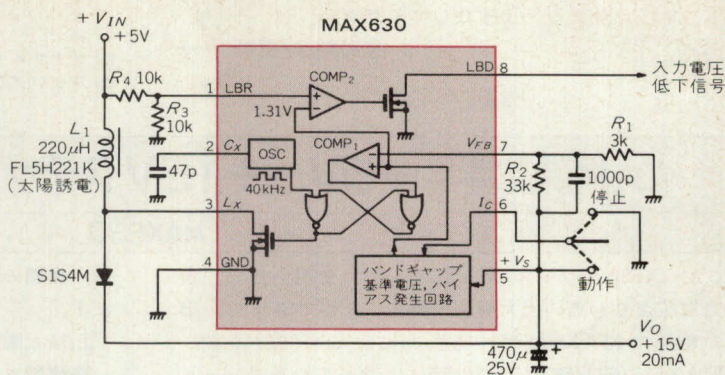 MAX630
+VIN
+5V
R4 10k
1
LBR
COMP2
LBD
8
入力電圧
低下信号
R3
10k
1.31V
COMP1
VFB
7
R1
3k
L1
220μH
FL5H221K
(太陽誘電)
CX
2
OSC
47p
40kHz
R2
33k
1000p
停止
3
LX
IC
6
4
GND
S1S4M
バンドギャップ
基準電圧,バイ
アス発生回路
+VS
5
動作
470μ
25V
+
VO
+15V
20mA